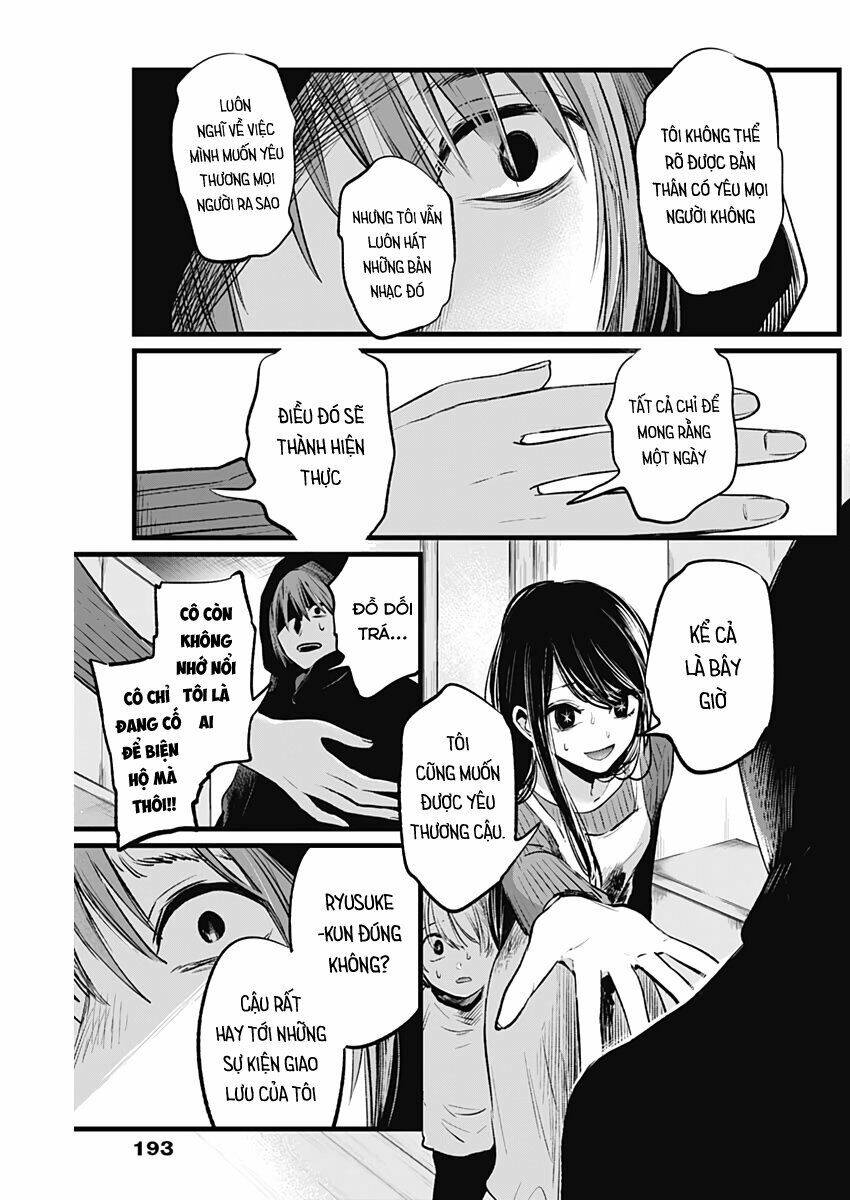 TÔI KHÔNG THỂ
RÕ ĐƯỢC BẢN
THÂN CÓ YÊU MỌI
NGƯỜI KHÔNG
NHƯNG TÔI VẪN
LUÔN HÁT
NHỮNG BẢN
NHẠC ĐÓ
LUÔN
NGHĨ VỀ VIỆC
MÌNH MUỐN YÊU
THƯƠNG MỌI
NGƯỜI RA SAO
TẤT CẢ CHỈ ĐỂ
MONG RẰNG
MỘT NGÀY
ĐIỀU ĐÓ SẼ
THÀNH HIỆN
THỰC
KỂ CẢ
LÀ BÂY
GIỜ
TÔI
CŨNG MUỐN
ĐƯỢC YÊU
THƯƠNG CẬU.
ĐỒ DỐI
TRÁ...
CÔ CÒN
KHÔNG
NHỚ NỔI
TÔI LÀ
AI
CÔ CHỈ
ĐANG CỐ
ĐỂ BIỆN
HỘ MÀ
THÔI!!
RYUSUKE
-KUN ĐÚNG
KHÔNG?
CẬU RẤT
HAY TỚI NHỮNG
SỰ KIỆN GIAO
LƯU CỦA TÔI
193